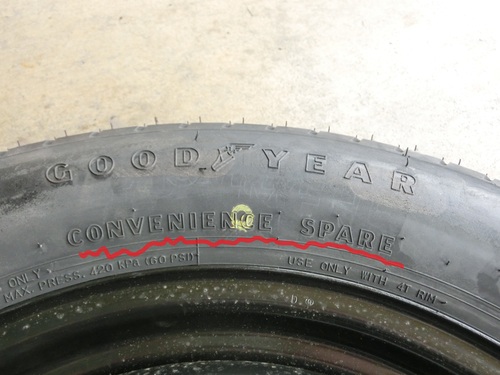 GOODYEAR
CONVENIENCE SPARE
ONLY
MAX. PRESS. 420 KPa (60 PSI)
USE ONLY WITH 4T RIM